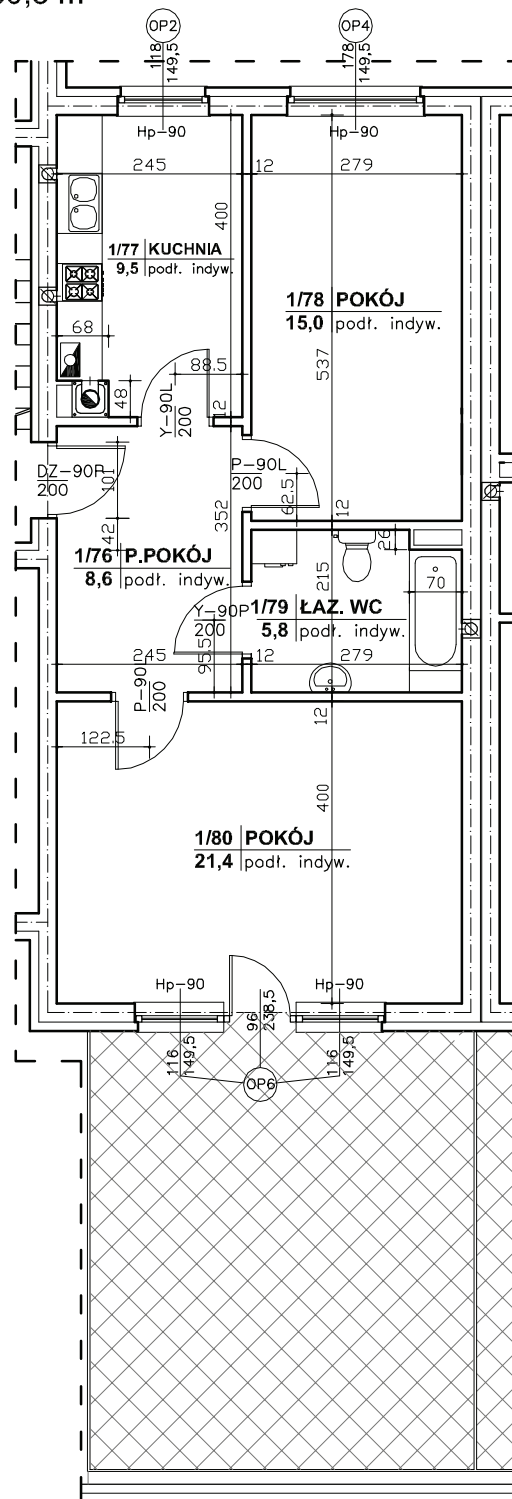 OP2
OP4
118
149,5
178
149,5
Hp-90
Hp-90
245
12
279
400
1/77 KUCHNIA
9,5 podł. indyw.
1/78 POKÓJ
15,0 podł. indyw.
68
537
88.5
48
12
Y-90L
200
DZ-90P
200
101
P-90L
200
62.5
12
352
42
26
1/76 P.POKÓJ
8,6 podł. indyw.
215
70
Y-90P
200
1/79 ŁAZ. WC
5,8 podł. indyw.
95.5
245
12
279
P-90L
200
12
122.5
400
1/80 POKÓJ
21,4 podł. indyw.
Hp-90
Hp-90
96
238,5
116
149,5
116
149,5
OP6